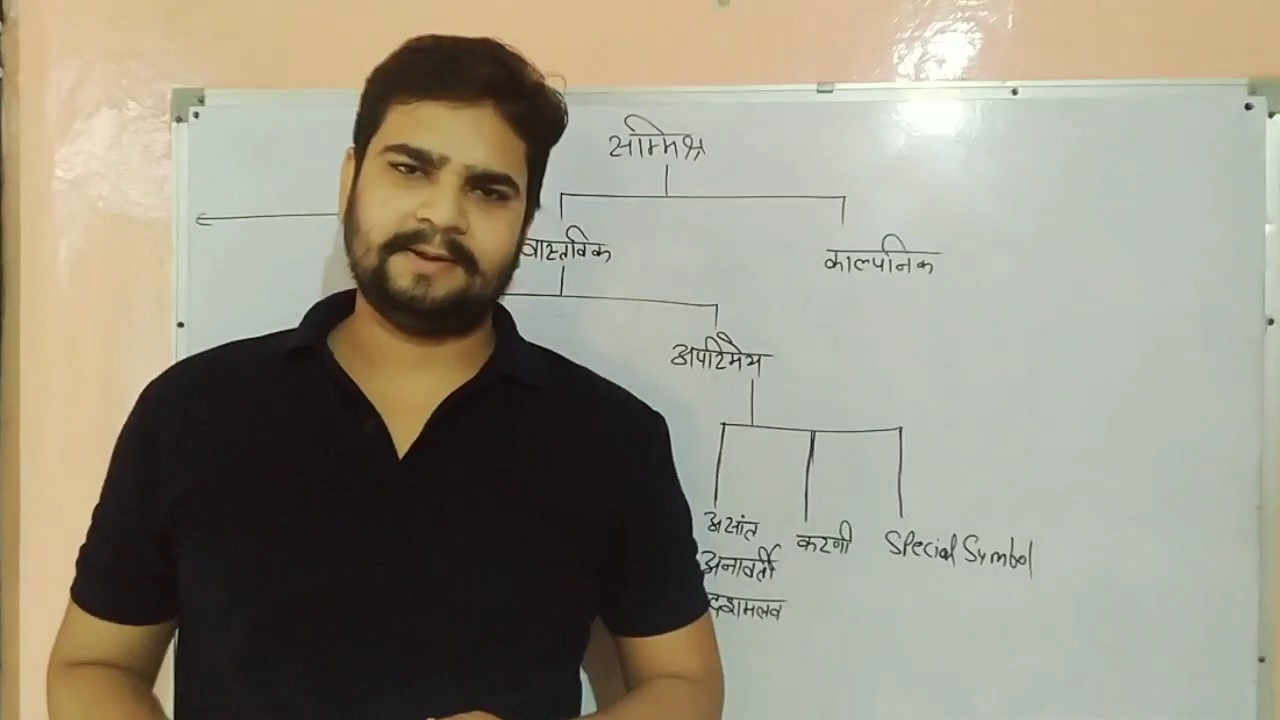 सम्मिश्र
वास्तविक
काल्पनिक
अपरिमेय
असांत
अनावर्ती
दशमलव
करणी
Special Symbol